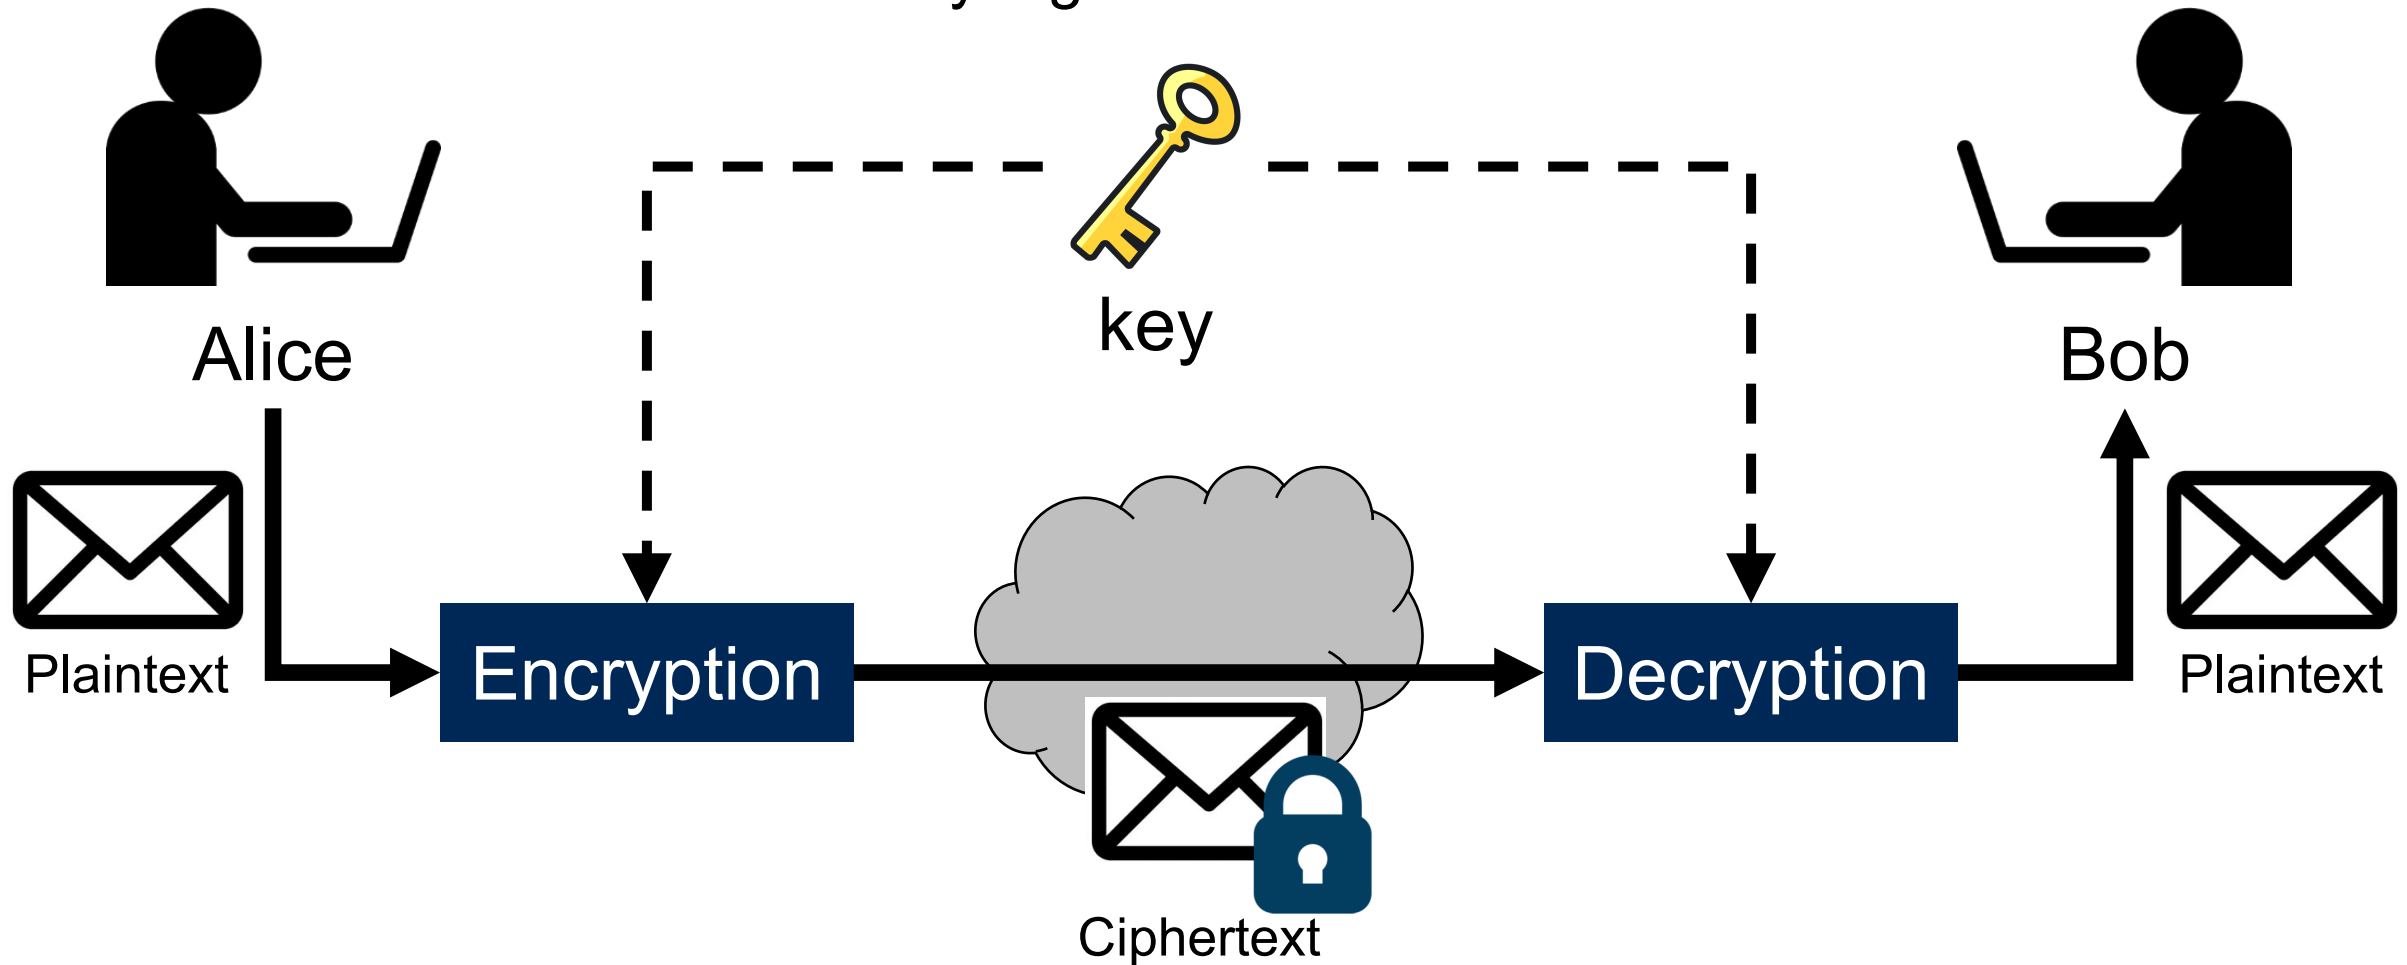 key
Alice
Bob
Plaintext
Encryption
Decryption
Plaintext
Ciphertext